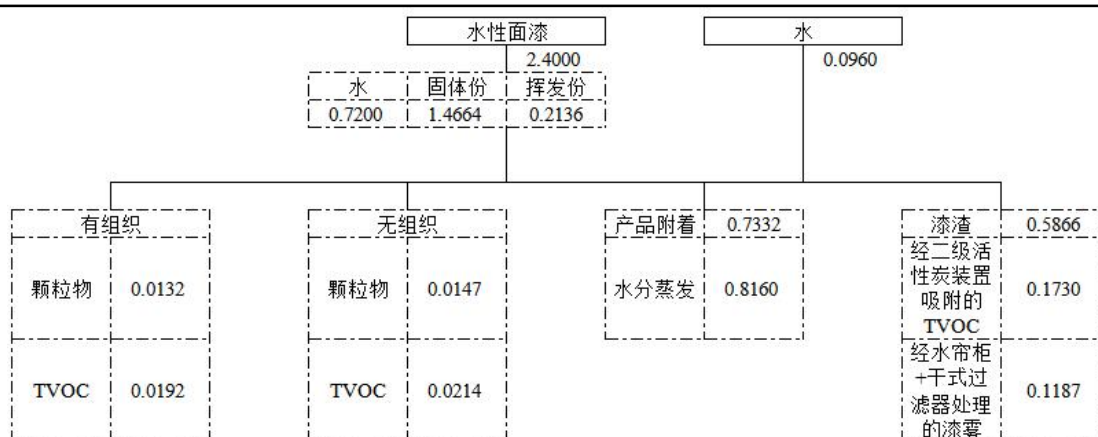 水性面漆
水
2.4000
0.0960
水 固体份 挥发份
0.7200 1.4664 0.2136
有组织
无组织
产品附着 0.7332
漆渣 0.5866
颗粒物 0.0132
颗粒物 0.0147
水分蒸发 0.8160
经二级活
性炭装置
吸附的
TVOC
0.1730
TVOC 0.0192
TVOC 0.0214
经水帘柜
+干式过
滤器处理
的漆雾
0.1187